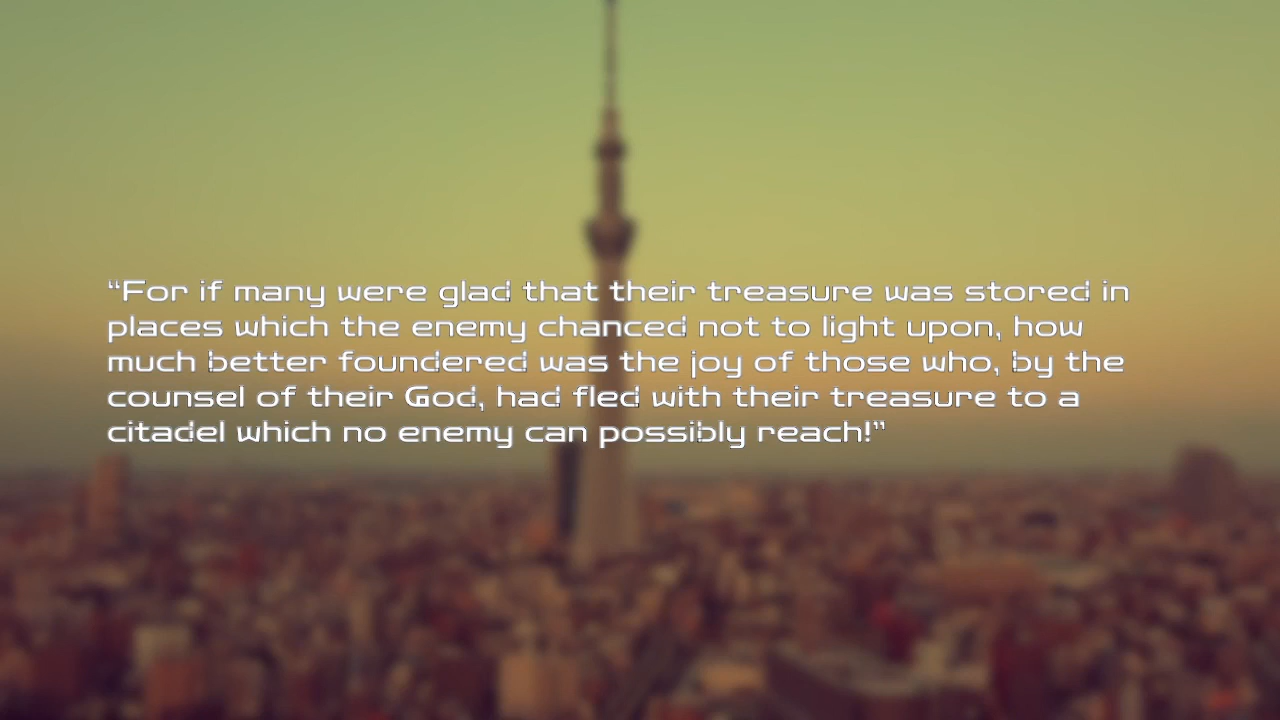 “For if many were glad that their treasure was stored in
places which the enemy chanced not to light upon, how
much better foundered was the joy of those who, by the
counsel of their God, had fled with their treasure to a
citadel which no enemy can possibly reach!”